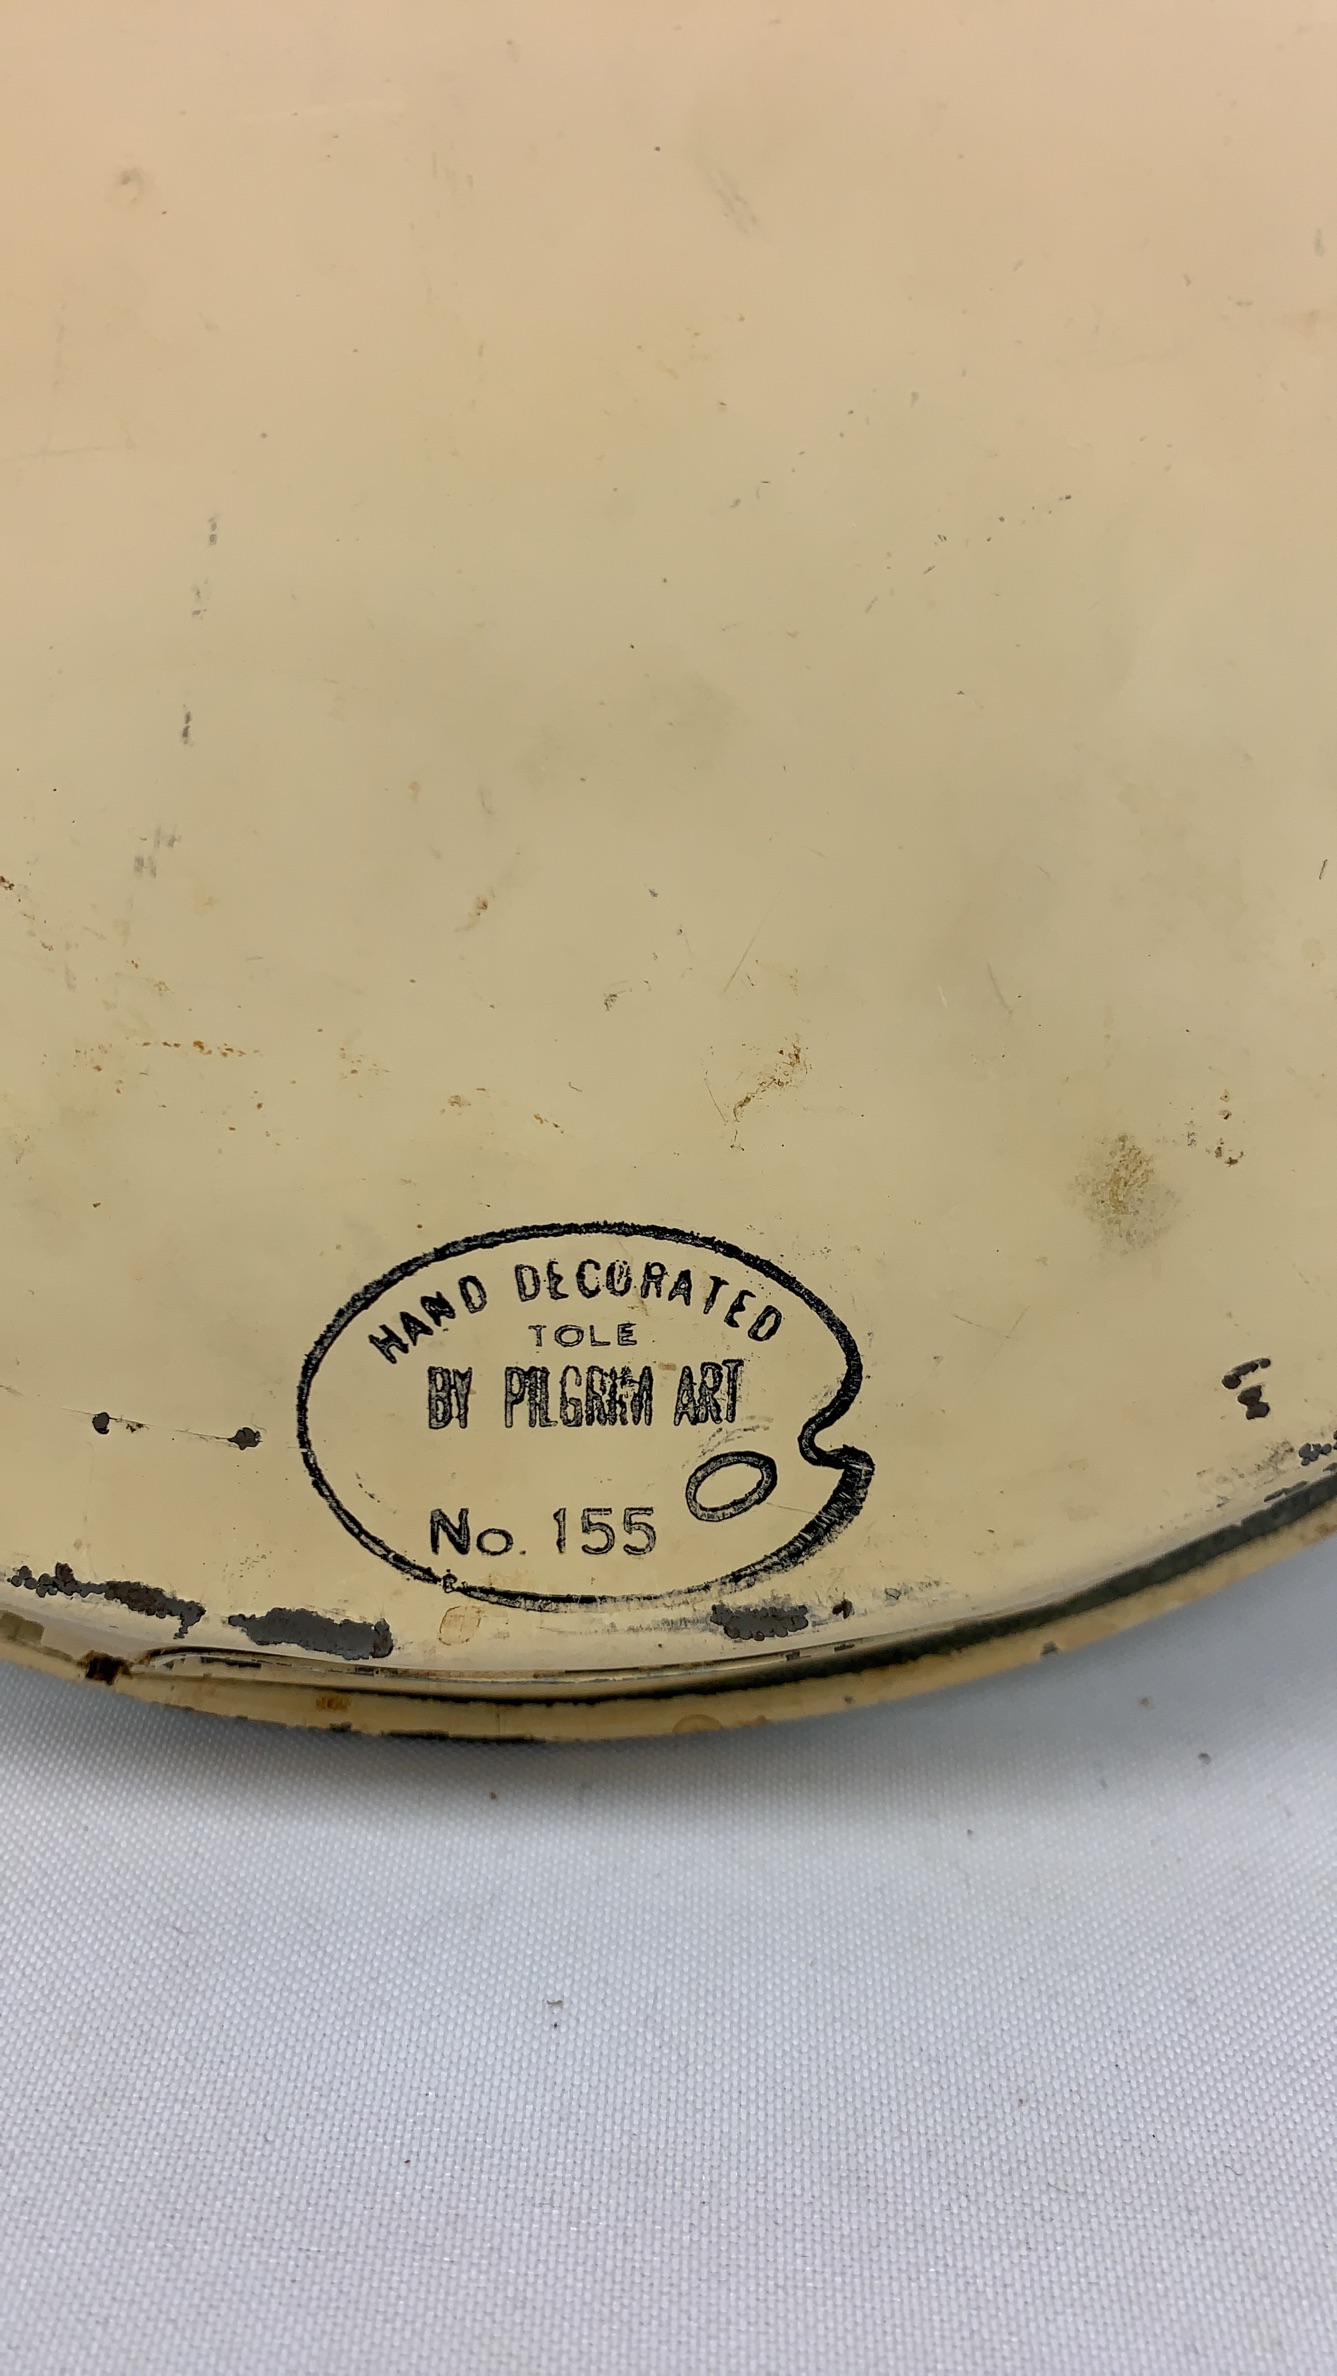 HAND DECORATED
TOLE
BY PILGRIM ART
No. 155